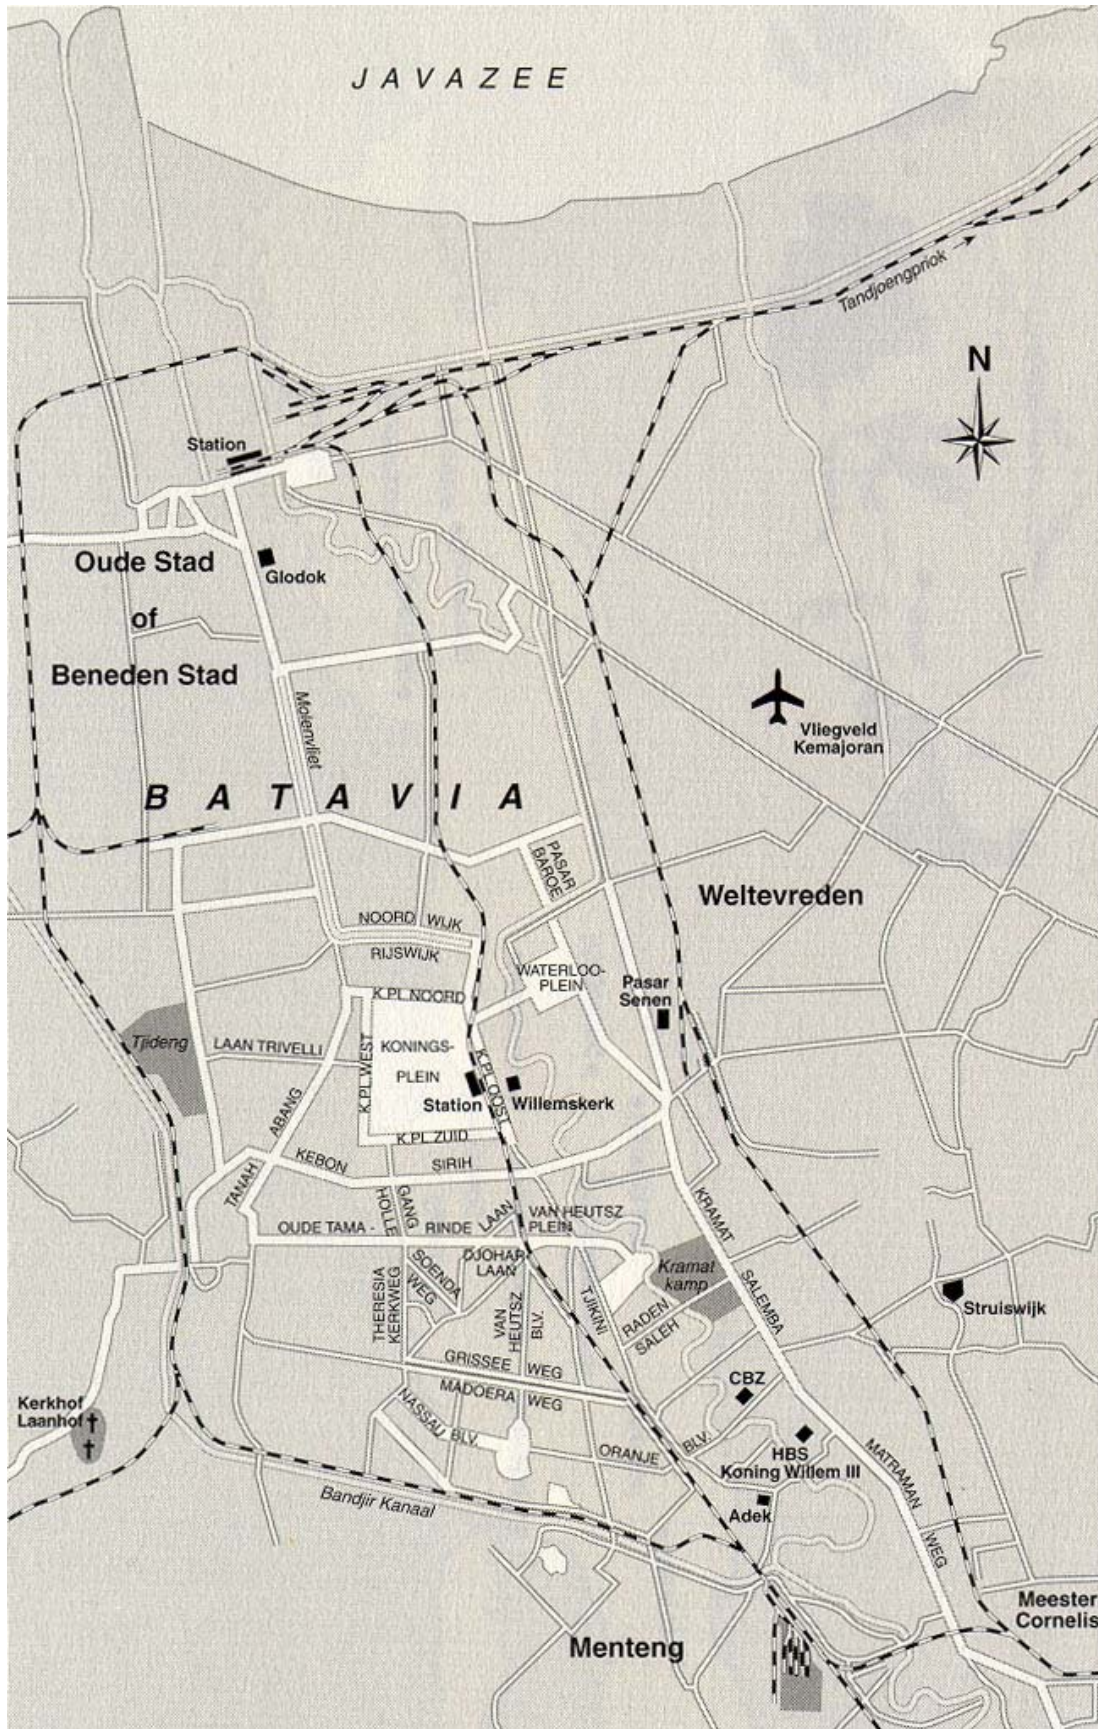 JAVAZEE
Tandjoengpriok
N
Station
Oude Stad
of
Beneden Stad
Glodok
Molenvliet
Vliegveld
Kemajoran
BATAVIA
PASAR
BAROE
Weltevreden
NOORD WIJK
RIJSWIJK
WATERLOO-
PLEIN
Pasar
Senen
K.PL.NOORD
Tjideng
LAAN TRIVELLI
K.PL.WEST
KONINGS-
PLEIN
K.PL.OOST
Station
Willemskerk
ABANG
TANAH
K.PL.ZUID
KEBON SIRIH
GANG
HOLLE
KRAMAT
OUDE TAMA-RINDE LAAN
VAN HEUTSZ
PLEIN
DJOHAR
LAAN
SOENDA
WEG
THERESIA
KERKWEG
VAN
HEUTSZ
BLV.
TJIKINI
Kramat
kamp
SALEMBA
RADEN
SALEH
Struiswijk
GRISSEE WEG
MADOERA WEG
CBZ
Kerkhof
Laanhof
NASSAU BLV.
ORANJE BLV.
HBS
Koning Willem III
MATRAMAN WEG
Bandjir Kanaal
Adek
Meester
Cornelis
Menteng